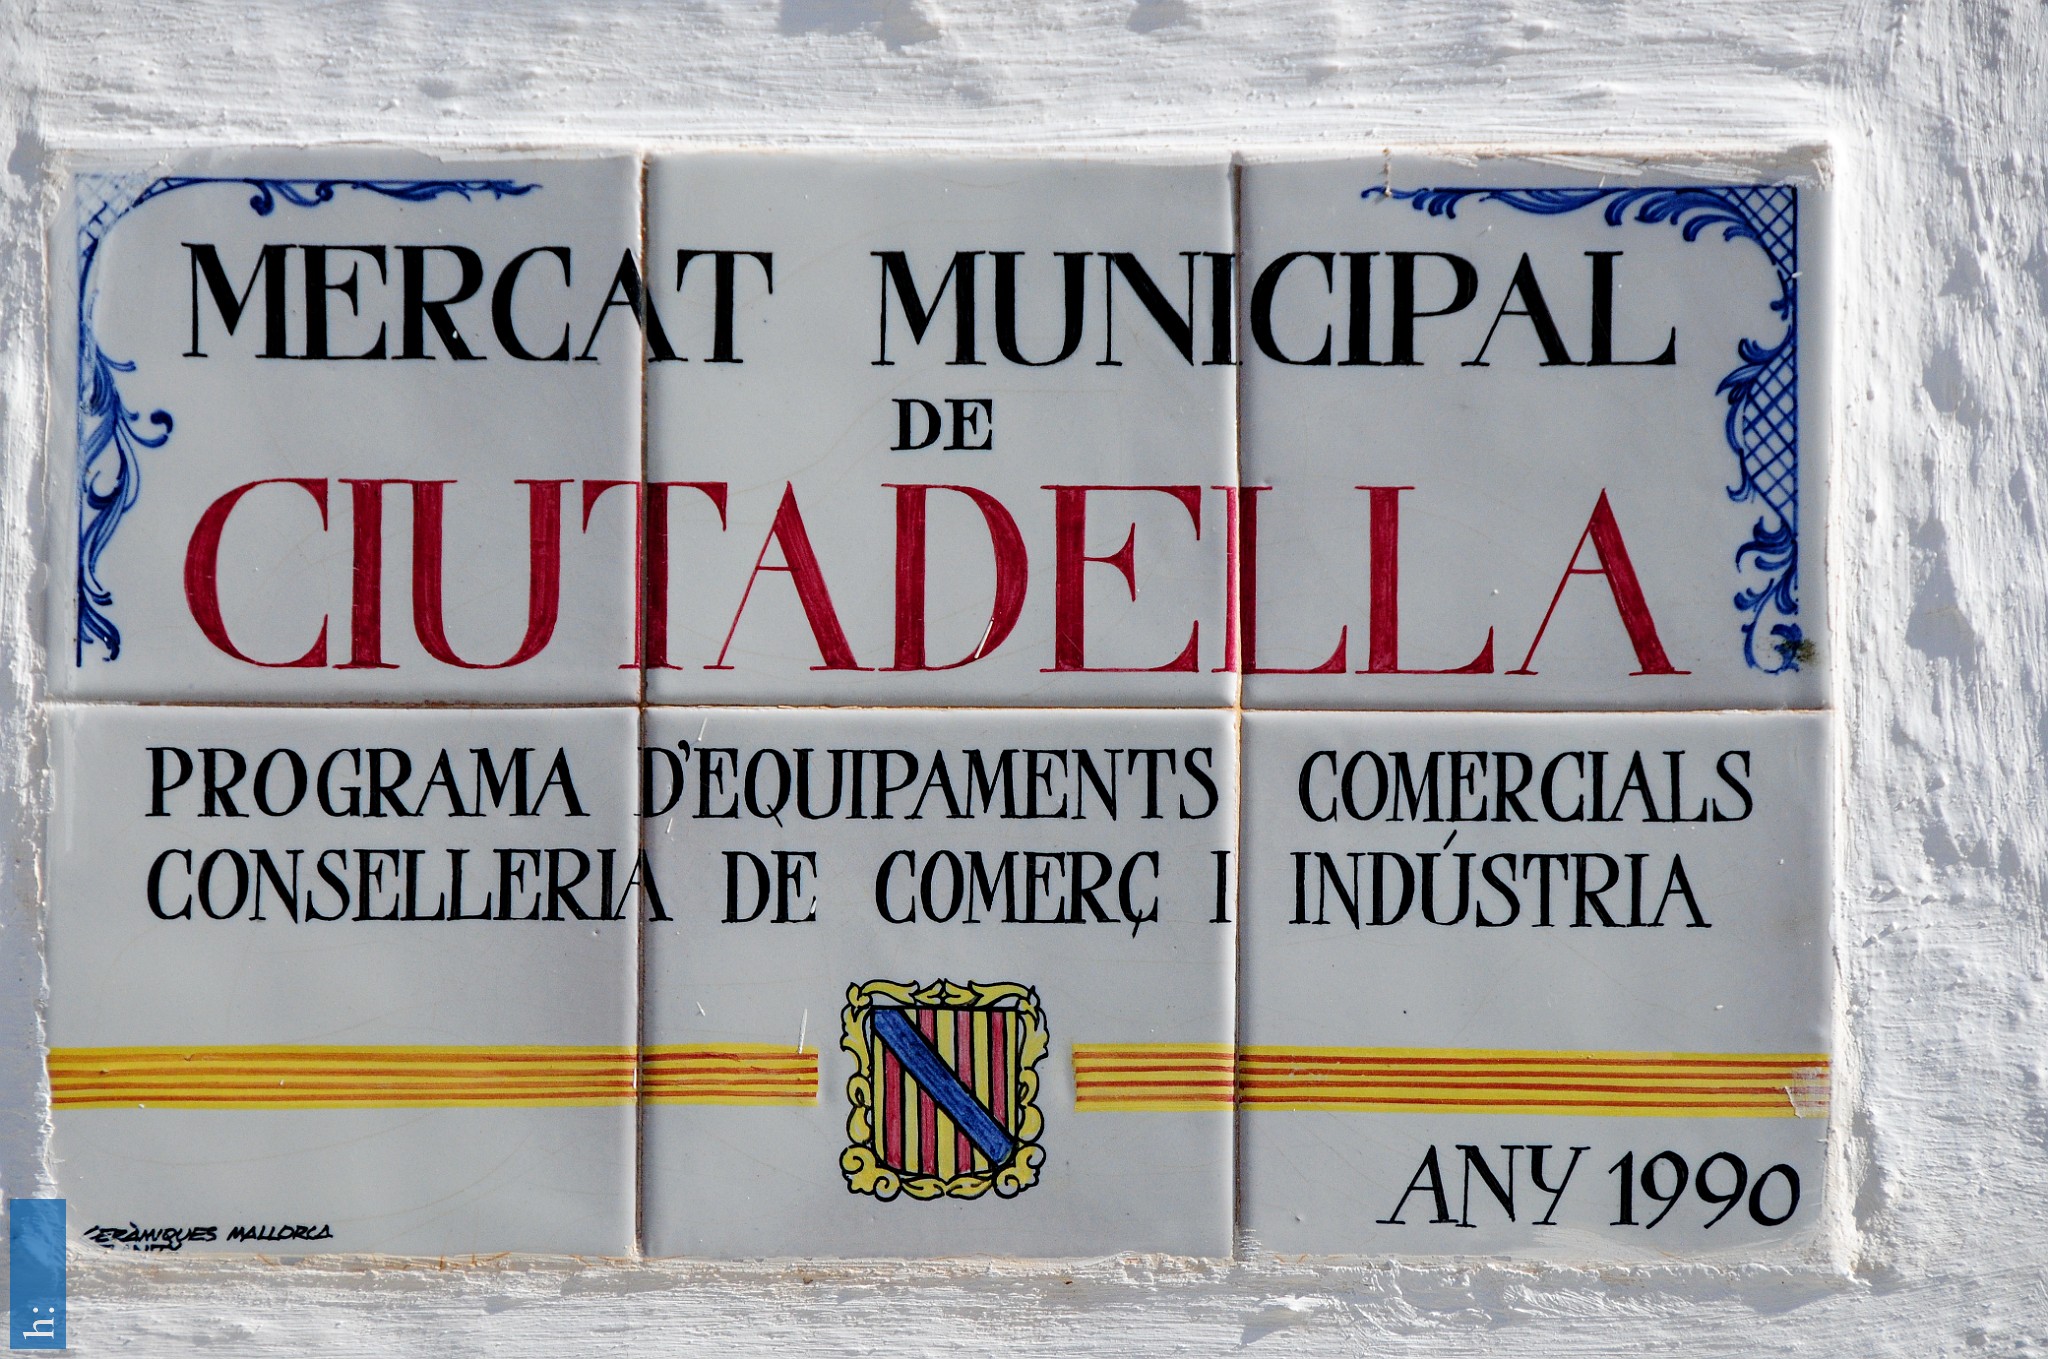 MERCAT MUNICIPAL
DE
CIUTADELLA
PROGRAMA D'EQUIPAMENTS COMERCIALS
CONSELLERIA DE COMERÇ I INDÚSTRIA
ANY 1990
CERÀMIQUES MALLORCA
h: